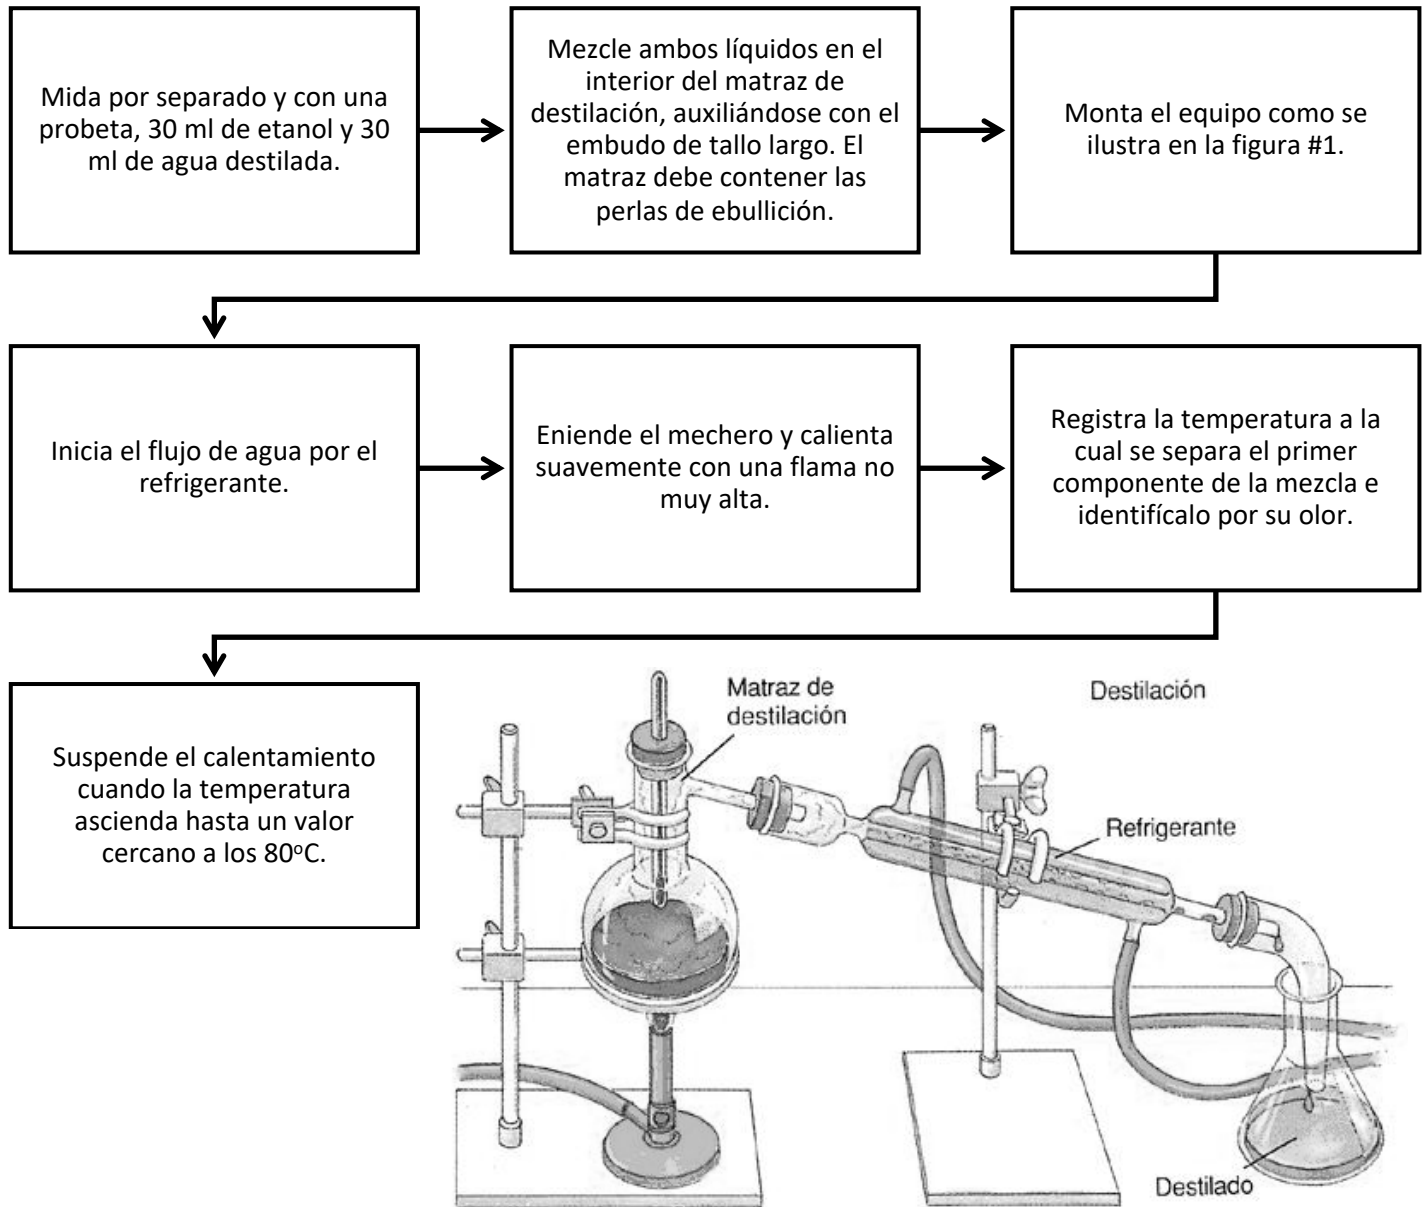 Mida por separado y con una
probeta, 30 ml de etanol y 30
ml de agua destilada.
Mezcle ambos líquidos en el
interior del matraz de
destilación, auxiliándose con el
embudo de tallo largo. El
matraz debe contener las
perlas de ebullición.
Monta el equipo como se
ilustra en la figura #1.
Inicia el flujo de agua por el
refrigerante.
Eniende el mechero y calienta
suavemente con una flama no
muy alta.
Registra la temperatura a la
cual se separa el primer
componente de la mezcla e
identifícalo por su olor.
Suspende el calentamiento
cuando la temperatura
ascienda hasta un valor
cercano a los 80°C.
Matraz de
destilación
Destilación
Refrigerante
Destilado